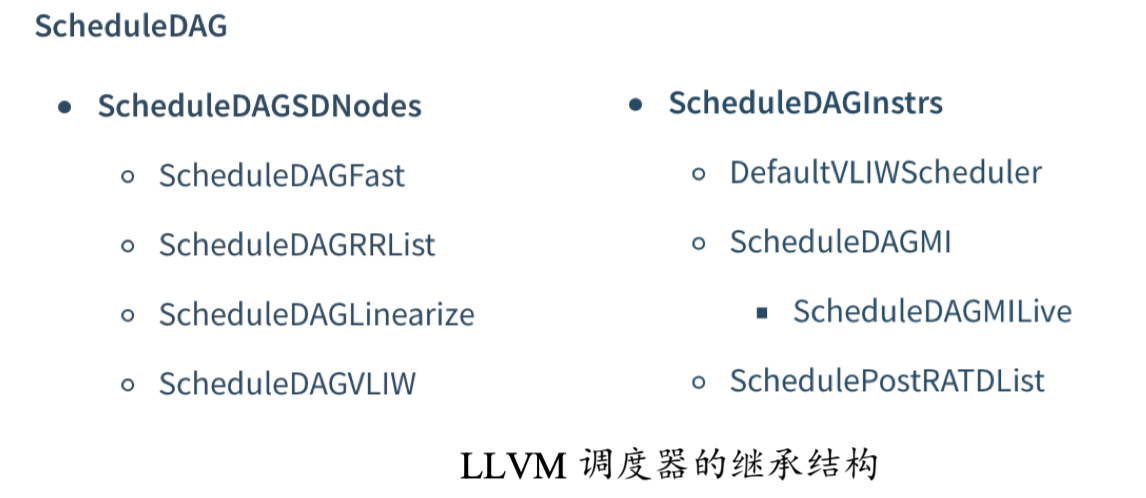 ScheduleDAG
ScheduleDAGSDNodes
ScheduleDAGFast
ScheduleDAGRRList
ScheduleDAGLinearize
ScheduleDAGVLIW
ScheduleDAGInstrs
DefaultVLIWScheduler
ScheduleDAGMI
ScheduleDAGMILive
SchedulePostRATDList
LLVM 调度器的继承结构